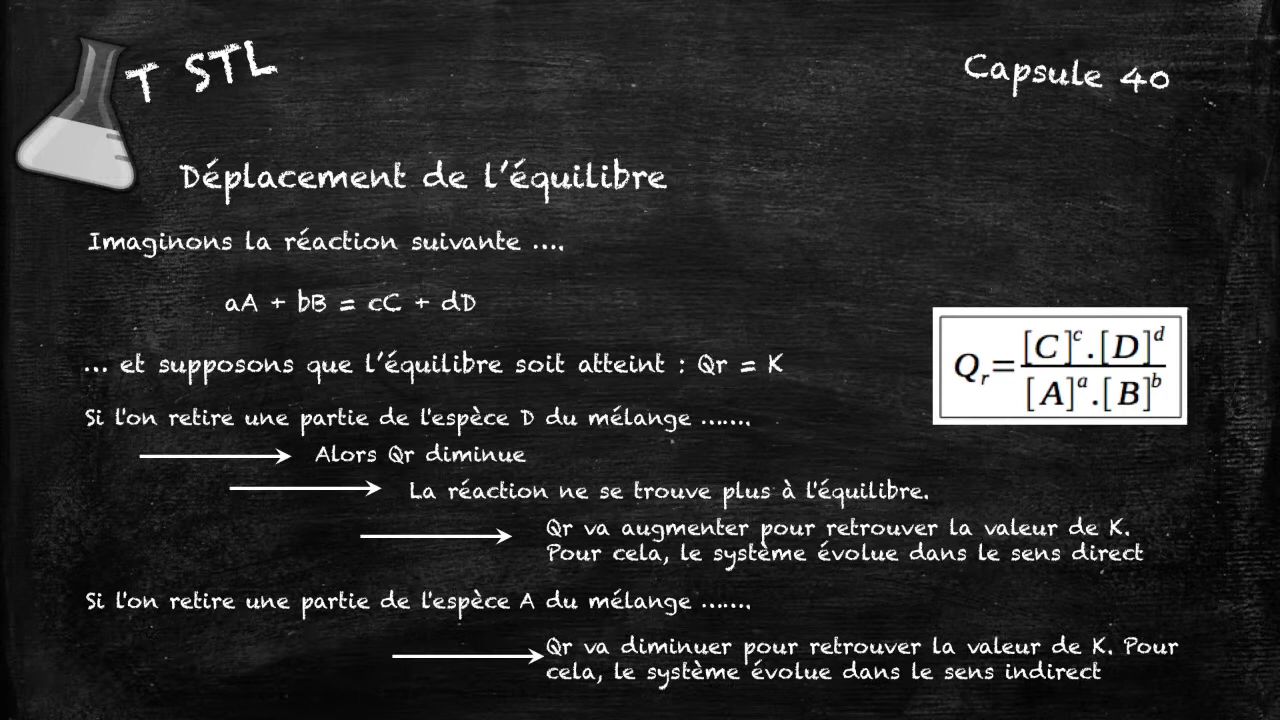 T STL
Capsule 40
Déplacement de l'équilibre
Imaginons la réaction suivante ....
aA + bB = cC + dD
... et supposons que l'équilibre soit atteint : Qr = K
Q_r = [C]^c.[D]^d / [A]^a.[B]^b
Si l'on retire une partie de l'espèce D du mélange .......
Alors Qr diminue
La réaction ne se trouve plus à l'équilibre.
Qr va augmenter pour retrouver la valeur de K.
Pour cela, le système évolue dans le sens direct
Si l'on retire une partie de l'espèce A du mélange .......
Qr va diminuer pour retrouver la valeur de K. Pour
cela, le système évolue dans le sens indirect